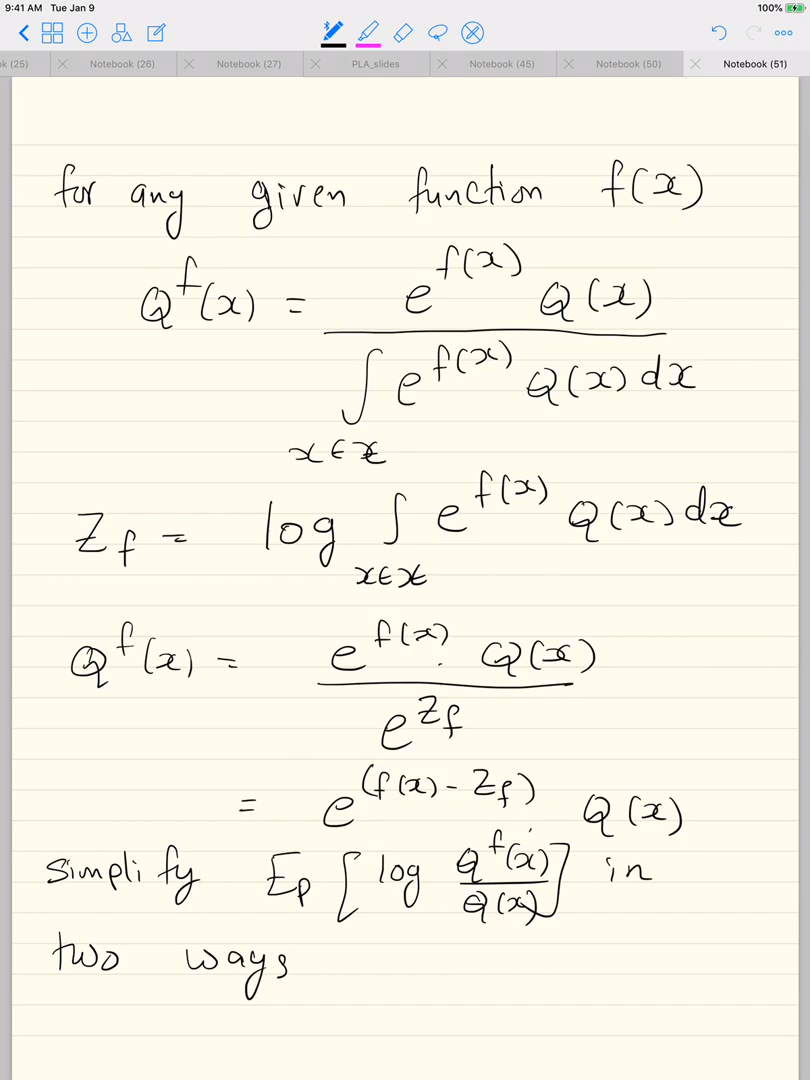 9:41 AM Tue Jan 9
100%
ok (25)
Notebook (26)
Notebook (27)
PLA_slides
Notebook (45)
Notebook (50)
Notebook (51)
for any given function f(x)
Q^f(x) = e^{f(x)} Q(x) / ∫_{x∈𝒳} e^{f(x)} Q(x) dx
Z_f = log ∫_{x∈𝒳} e^{f(x)} Q(x) dx
Q^f(x) = e^{f(x)} Q(x) / e^{Z_f}
= e^{(f(x) - Z_f)} Q(x)
simplify E_P [log Q^f(x) / Q(x)] in
two ways